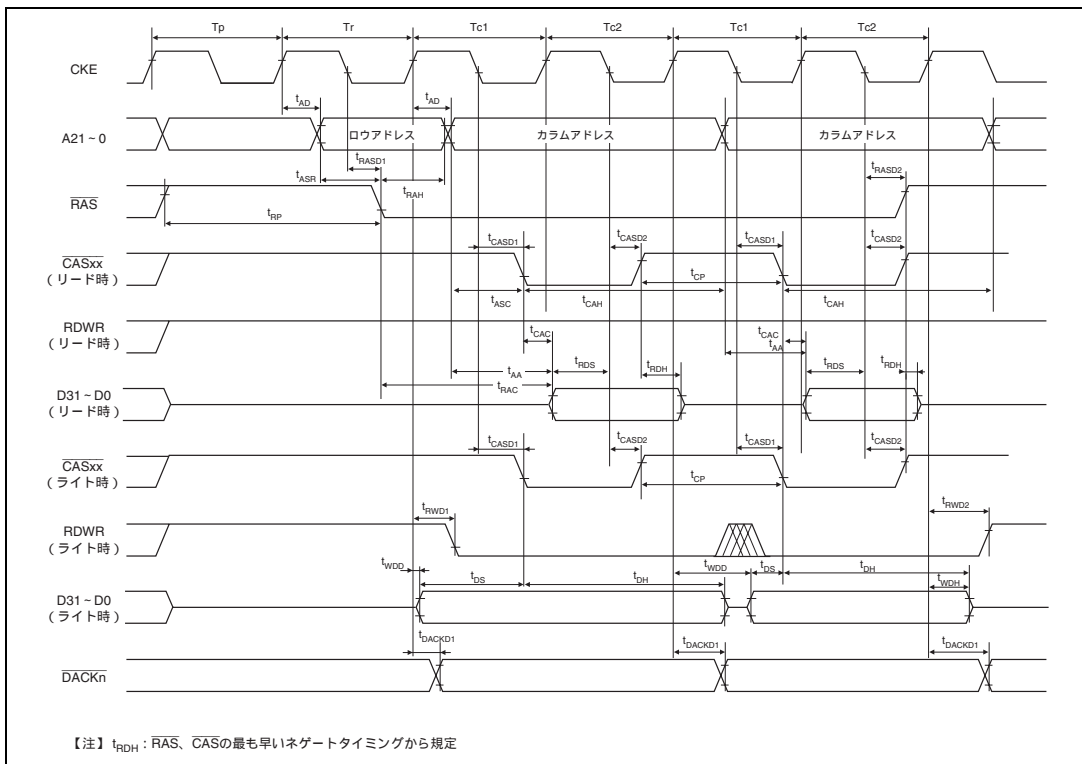 Tp Tr Tc1 Tc2 Tc1 Tc2
CKE
tAD tAD
A21～0 ロウアドレス カラムアドレス カラムアドレス
tRASD1 tRASD2
tASR tRAH
RAS
tRP
tCASD1 tCASD2 tCASD1 tCASD2
CASxx
（リード時）
tCP
tASC tCAH tCAH
RDWR
（リード時）
tCAC tCAC
tAA tRDS tRDH tAA tRDS tRDH
tRAC
D31～D0
（リード時）
tCASD1 tCASD2 tCASD1 tCASD2
CASxx
（ライト時）
tCP
tRWD1 tRWD2
RDWR
（ライト時）
tWDD tDS tDH tWDD tDS tDH
tWDH
D31～D0
（ライト時）
tDACKD1 tDACKD1 tDACKD1
DACKn
【注】tRDH：RAS、CASの最も早いネゲートタイミングから規定